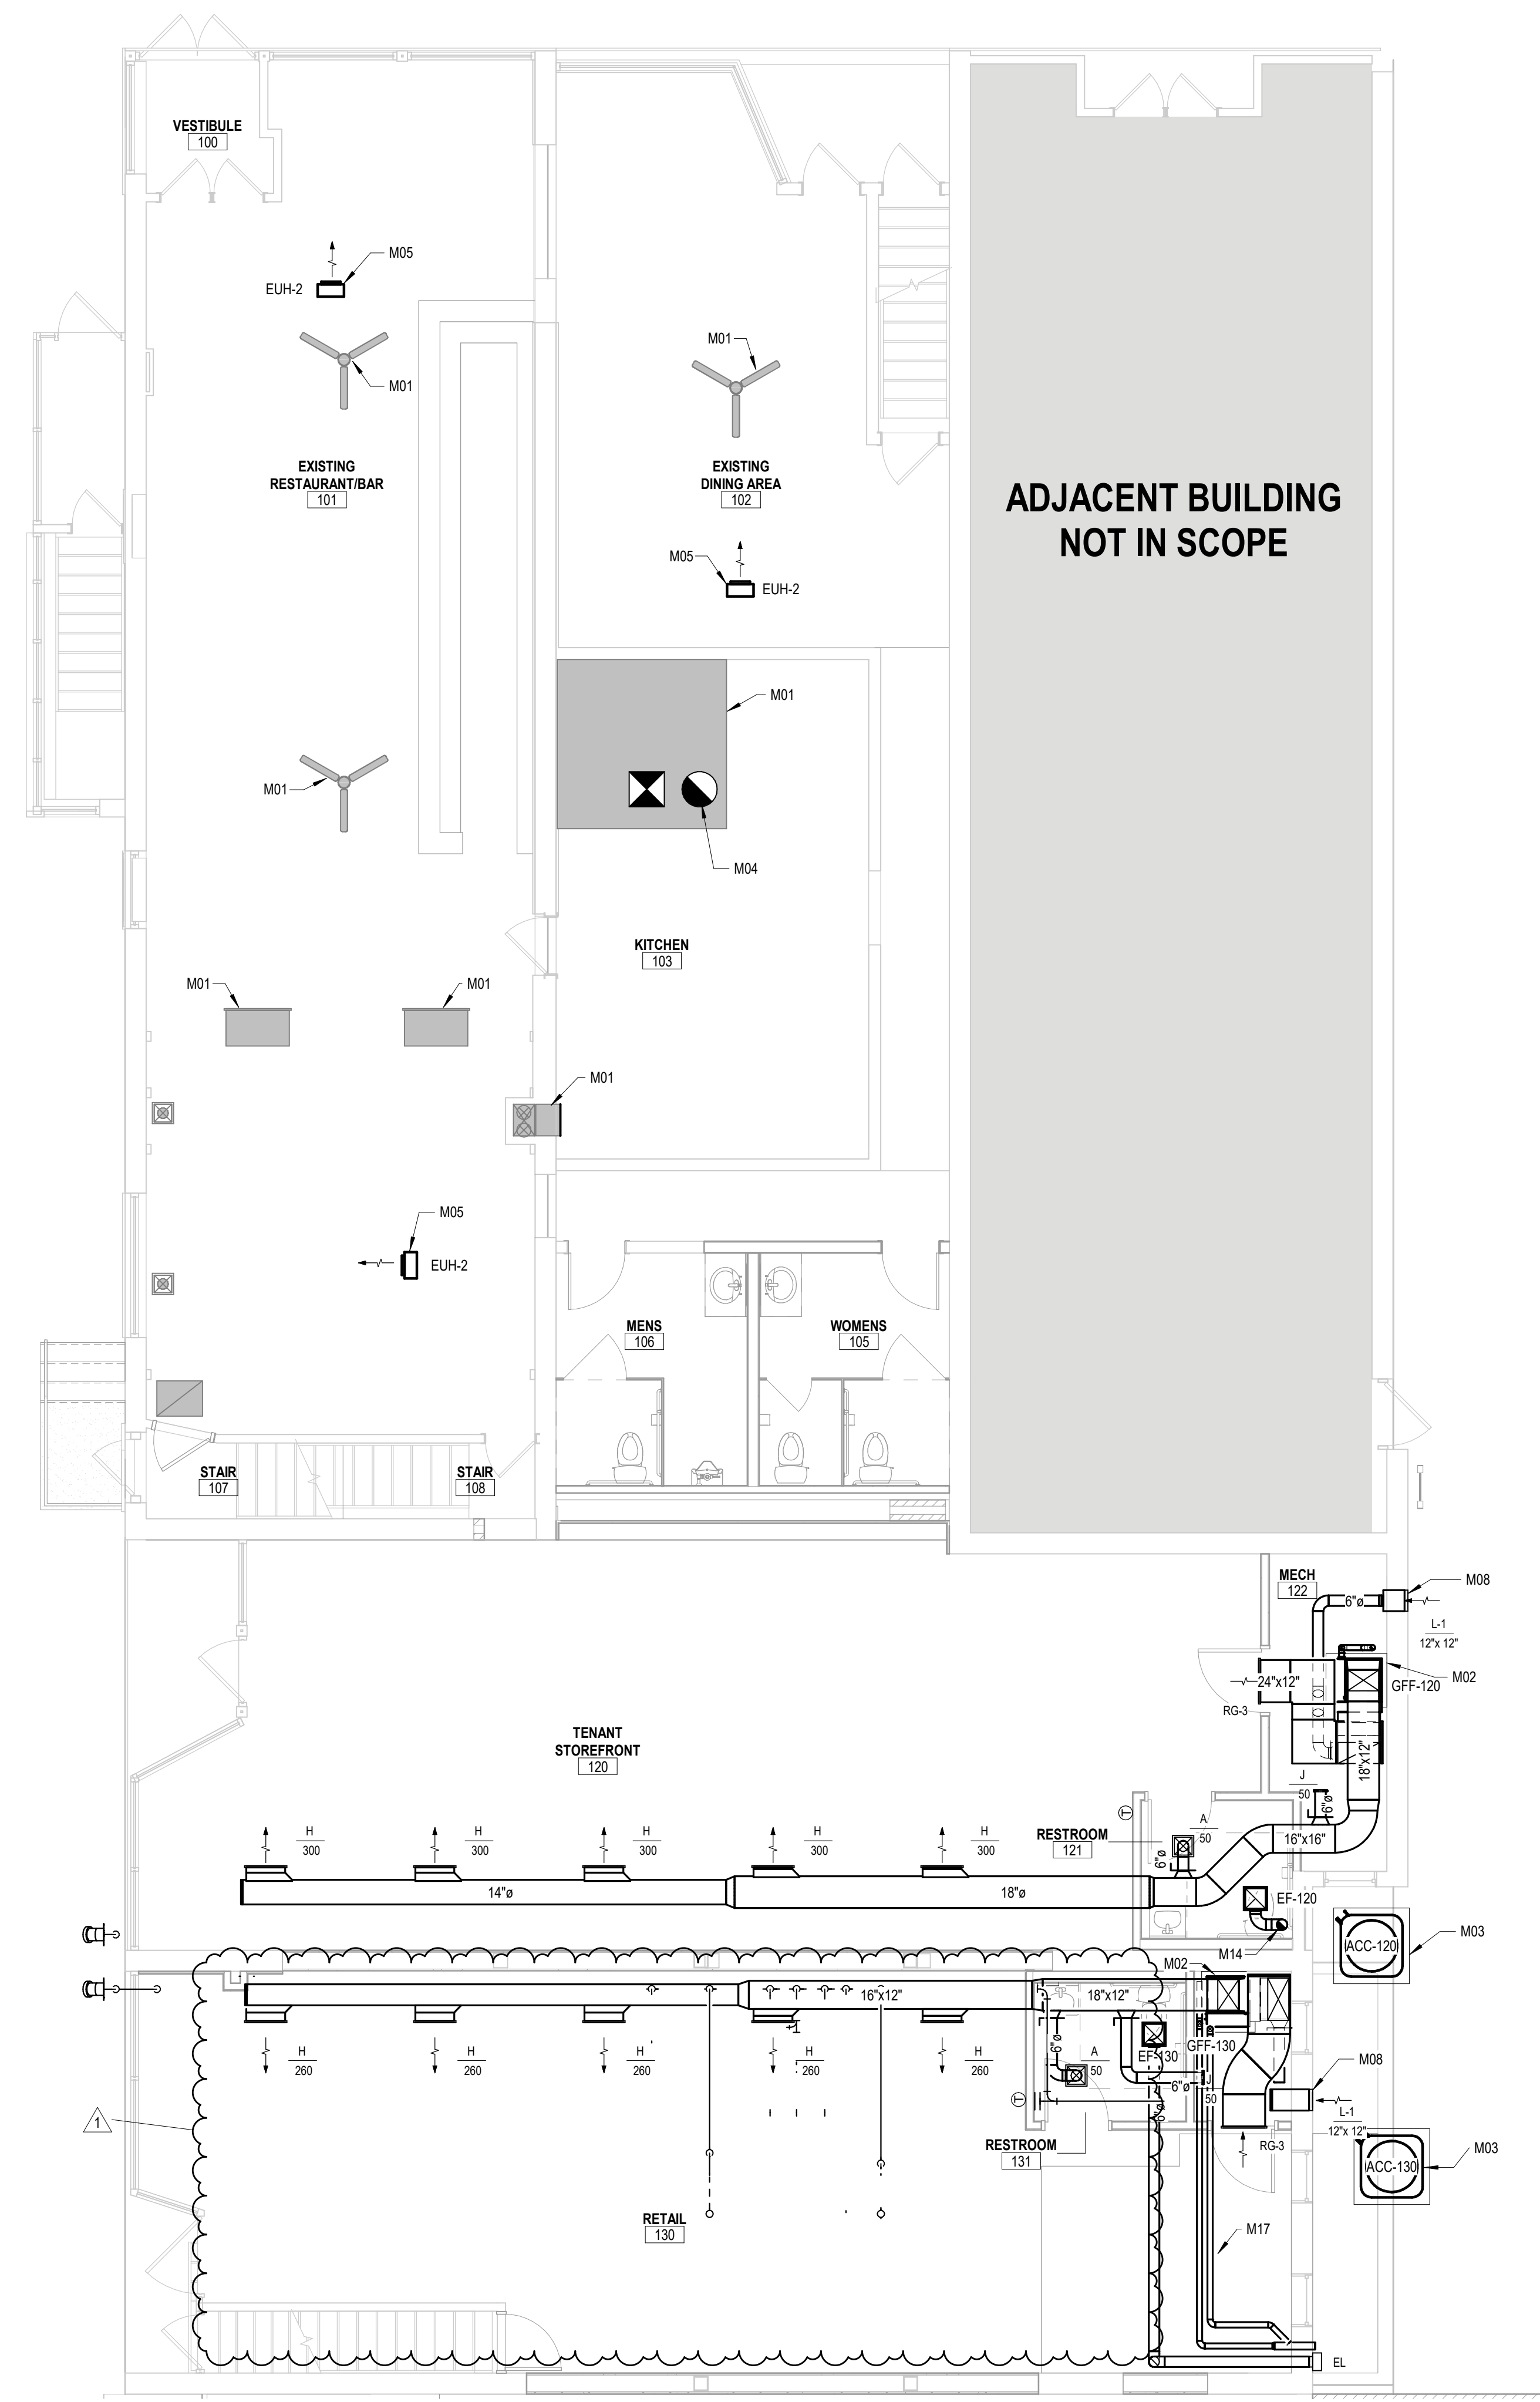 VESTIBULE
100
M05
EUH-2
M01
M01
EXISTING
RESTAURANT/BAR
101
EXISTING
DINING AREA
102
ADJACENT BUILDING
NOT IN SCOPE
M05
EUH-2
M01
M01
M04
KITCHEN
103
M01
M01
M01
M05
EUH-2
MENS
106
WOMENS
105
STAIR
107
STAIR
108
MECH
122
M08
6"ø
L-1
12"x 12"
M02
24"x12"
GFF-120
RG-3
TENANT
STOREFRONT
120
18"x12"
J
50
6"ø
A
50
H
300
H
300
H
300
H
300
H
300
T
RESTROOM
121
16"x16"
6"ø
14"ø
18"ø
EF-120
M14
ACC-120
M03
M02
16"x12"
18"x12"
GFF-130
EF-130
6"ø
A
50
H
260
H
260
H
260
H
260
H
260
6"ø
J
50
M08
T
6"ø
L-1
12"x 12"
1
RESTROOM
131
RG-3
ACC-130
M03
RETAIL
130
M17
EL